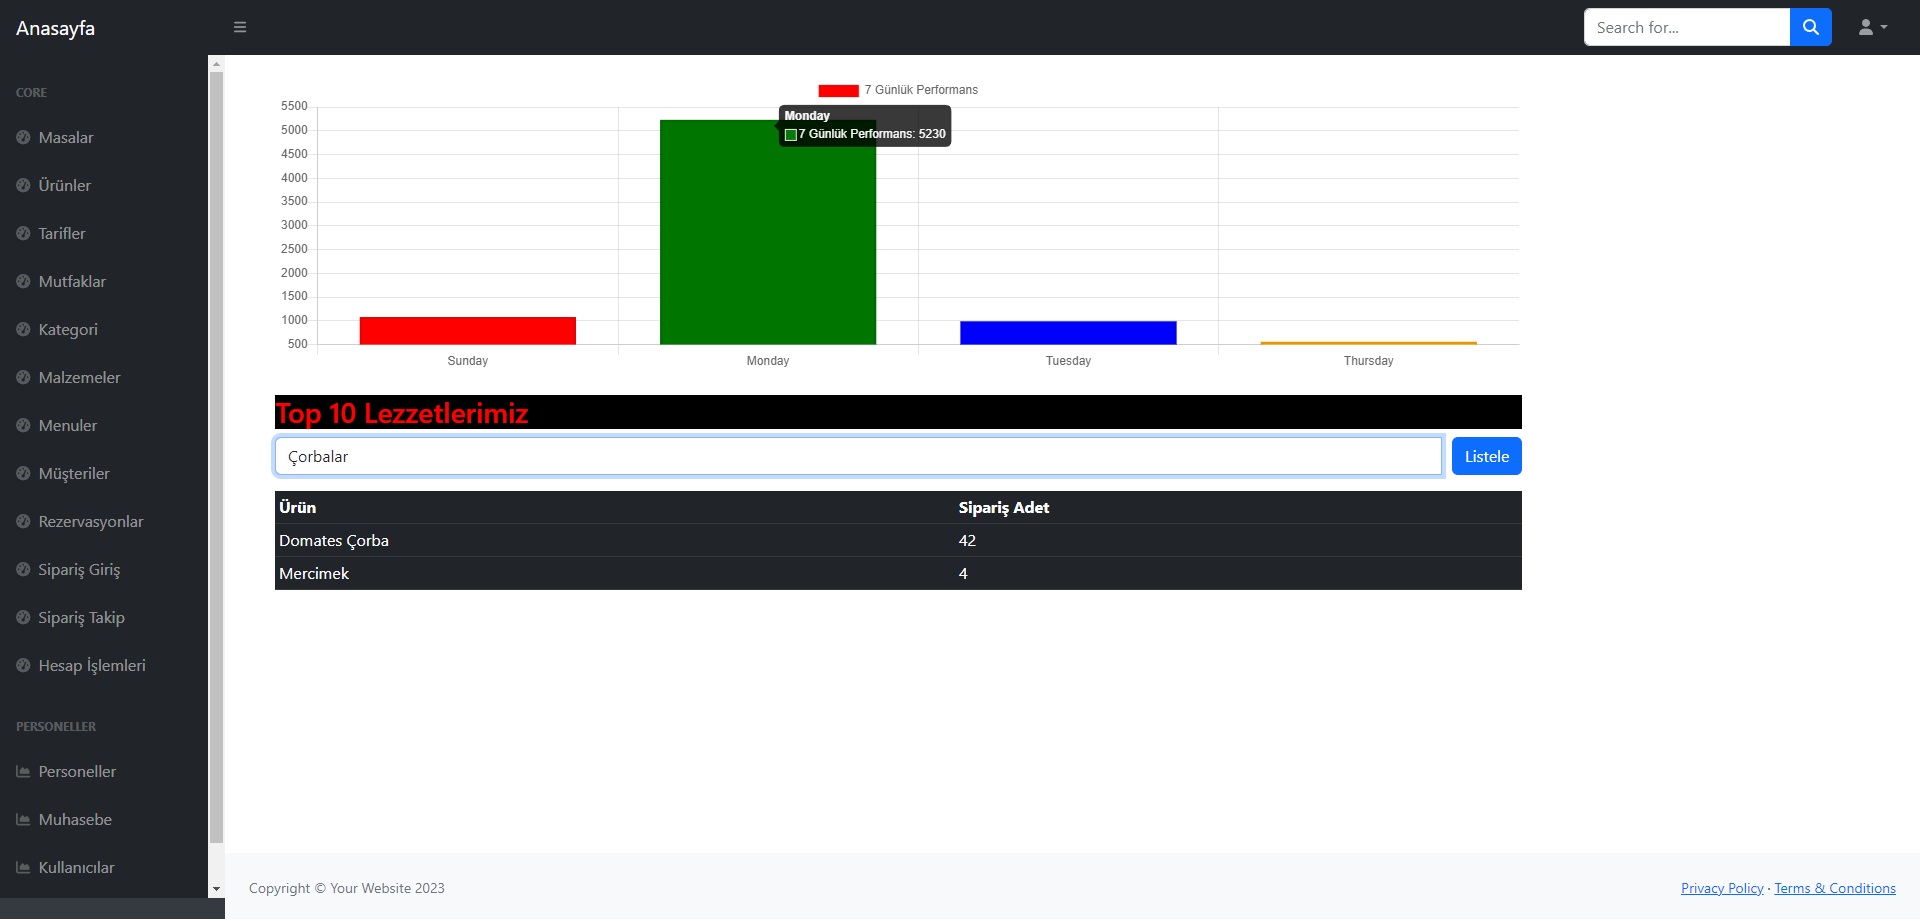 Anasayfa
Search for...
CORE
Masalar
Ürünler
Tarifler
Mutfaklar
Kategori
Malzemeler
Menuler
Müşteriler
Rezervasyonlar
Sipariş Giriş
Sipariş Takip
Hesap İşlemleri
PERSONELLER
Personeller
Muhasebe
Kullanıcılar
7 Günlük Performans
Monday
7 Günlük Performans: 5230
5500
5000
4500
4000
3500
3000
2500
2000
1500
1000
500
Sunday Monday Tuesday Thursday
Top 10 Lezzetlerimiz
Çorbalar Listele
Ürün Sipariş Adet
Domates Çorba 42
Mercimek 4
Copyright © Your Website 2023 Privacy Policy · Terms & Conditions